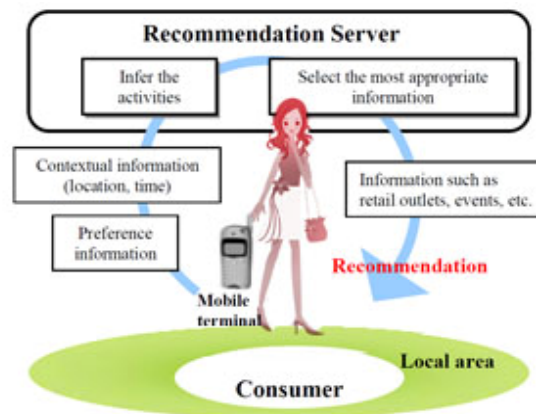 Recommendation Server
Infer the
activities
Select the most appropriate
information
Contextual information
(location, time)
Information such as
retail outlets, events, etc.
Preference
information
Recommendation
Mobile
terminal
Local area
Consumer